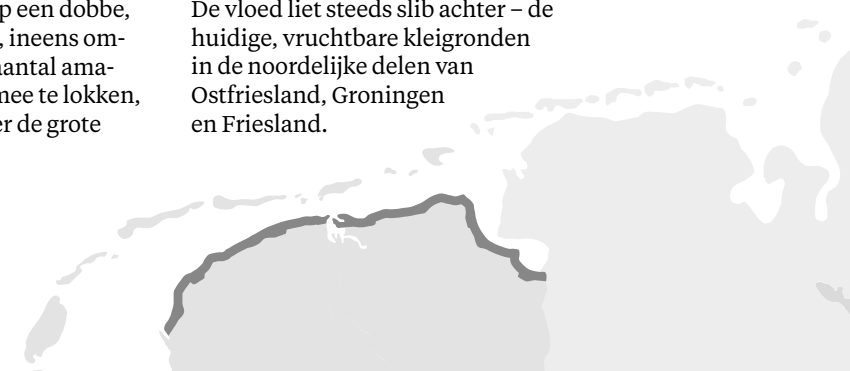 een dobbe,
ineens om-
ama-
te lokken,
de grote
De vloed liet steeds slib achter – de
huidige, vruchtbare kleigronden
in de noordelijke delen van
Ostfriesland, Groningen
en Friesland.